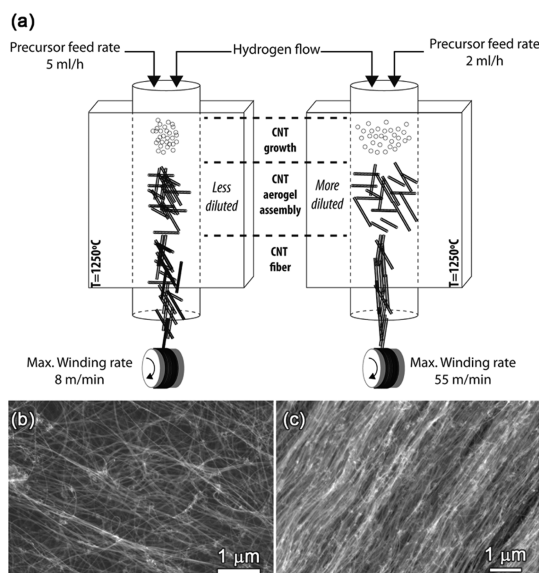 (a)
Precursor feed rate
5 ml/h
Hydrogen flow
Precursor feed rate
2 ml/h
CNT
growth
Less
diluted
CNT
aerogel
assembly
More
diluted
CNT
fiber
T=1250ºC
T=1250ºC
Max. Winding rate
8 m/min
Max. Winding rate
55 m/min
(b)
1 μm
(c)
1 μm